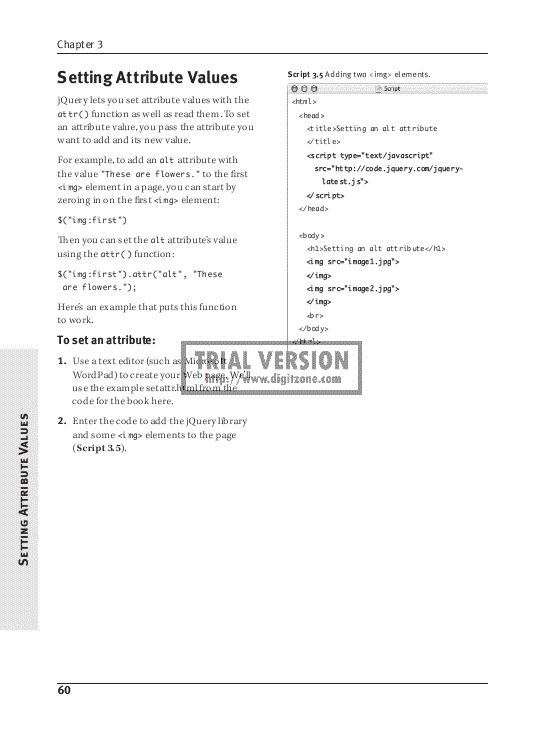 Chapter 3
Setting Attribute Values
jQuery lets you set attribute values with the
attr() function as well as read them. To set
an attribute value, you pass the attribute you
want to add and its new value.
For example, to add an alt attribute with
the value "These are flowers." to the first
<img> element in a page, you can start by
zeroing in on the first <img> element:
$("img:first")
Then you can set the alt attribute's value
using the attr() function:
$("img:first").attr("alt", "These
are flowers.");
Here's an example that puts this function
to work.
To set an attribute:
1. Use a text editor (such as Microsoft
WordPad) to create your Web page. We'll
use the example setattr.html from the
code for the book here.
2. Enter the code to add the jQuery library
and some <img> elements to the page
(Script 3.5).
Script 3.5 Adding two <img> elements.
Script
<html>
<head>
<title>Setting an alt attribute
</title>
<script type="text/javascript"
src="http://code.jquery.com/jquery-
latest.js">
</script>
</head>
<body>
<h1>Setting an alt attribute</h1>
<img src="image1.jpg">
</img>
<img src="image2.jpg">
</img>
<br>
</body>
</html>
TRIAL VERSION
http://www.digitzone.com
Setting Attribute Values
60